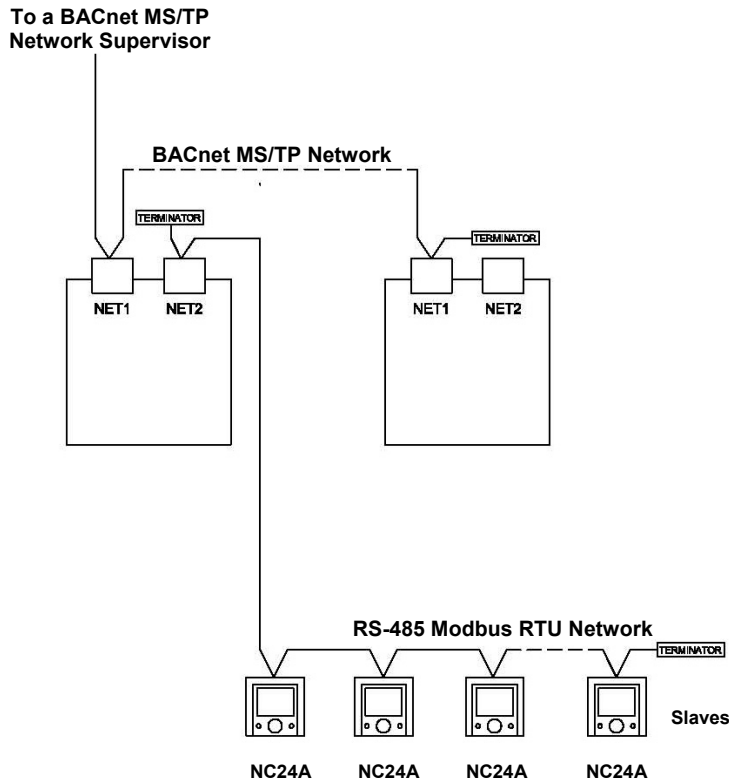 To a BACnet MS/TP
Network Supervisor
BACnet MS/TP Network
TERMINATOR
TERMINATOR
NET1
NET2
NET1
NET2
RS-485 Modbus RTU Network
TERMINATOR
Slaves
NC24A
NC24A
NC24A
NC24A